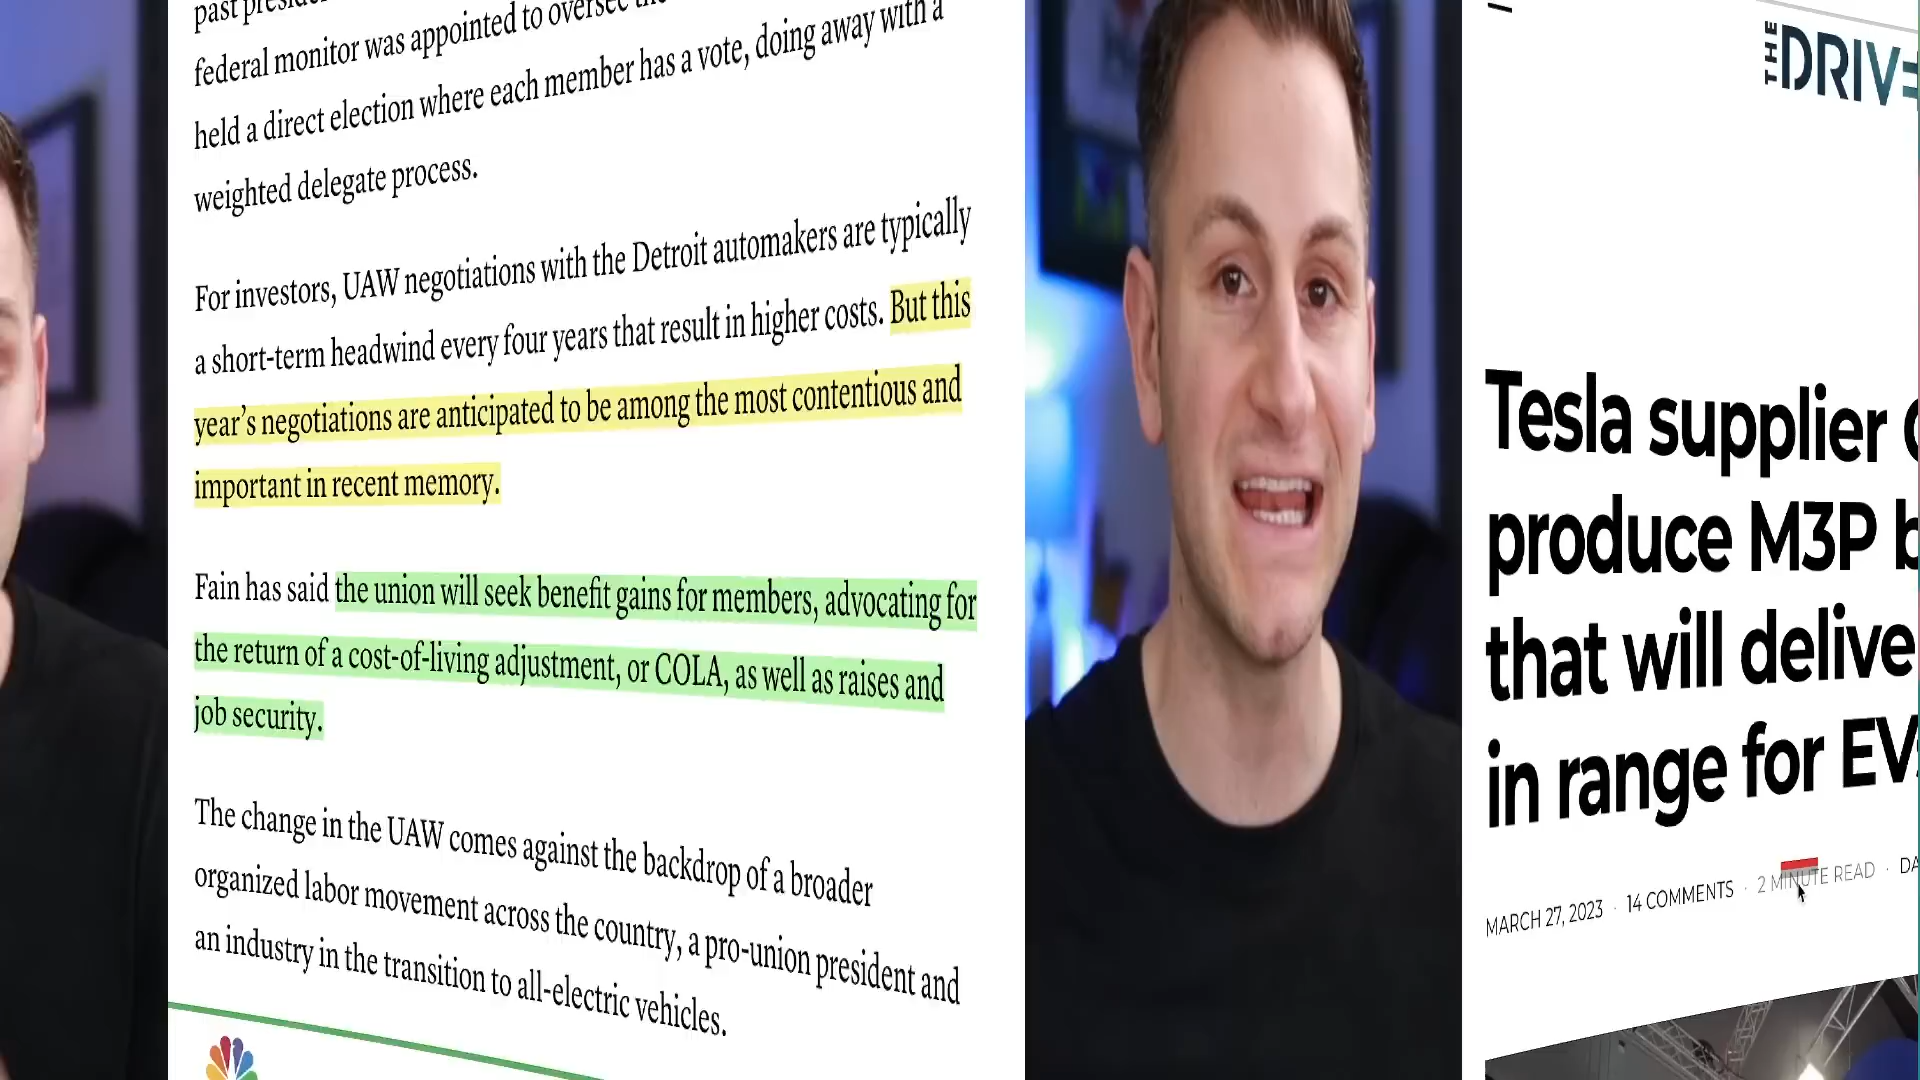 past
federal monitor was appointed to oversee
held a direct election where each member has a vote, doing away with a
weighted delegate process.
For investors, UAW negotiations with the Detroit automakers are typically
a short-term headwind every four years that result in higher costs. But this
year's negotiations are anticipated to be among the most contentious and
important in recent memory.
Fain has said the union will seek benefit gains for members, advocating for
the return of a cost-of-living adjustment, or COLA, as well as raises and
job security.
The change in the UAW comes against the backdrop of a broader
organized labor movement across the country, a pro-union president and
an industry in the transition to all-electric vehicles.
THE DRIVE
Tesla supplier
produce M3P
that will delive
in range for EVs
MARCH 27, 2023 · 14 COMMENTS · 2 MINUTE READ · DA